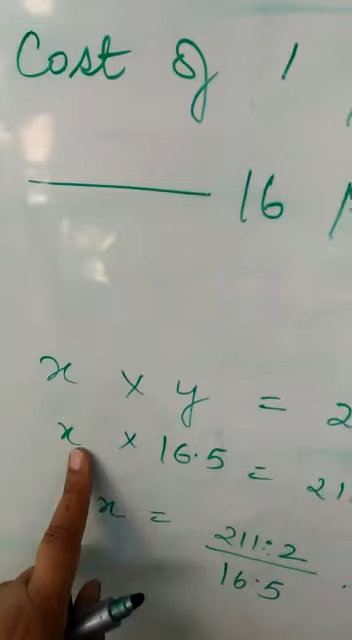 Cost of 1
—— 16
x × y = 2
x × 16.5 = 21
x = 211.2 / 16.5